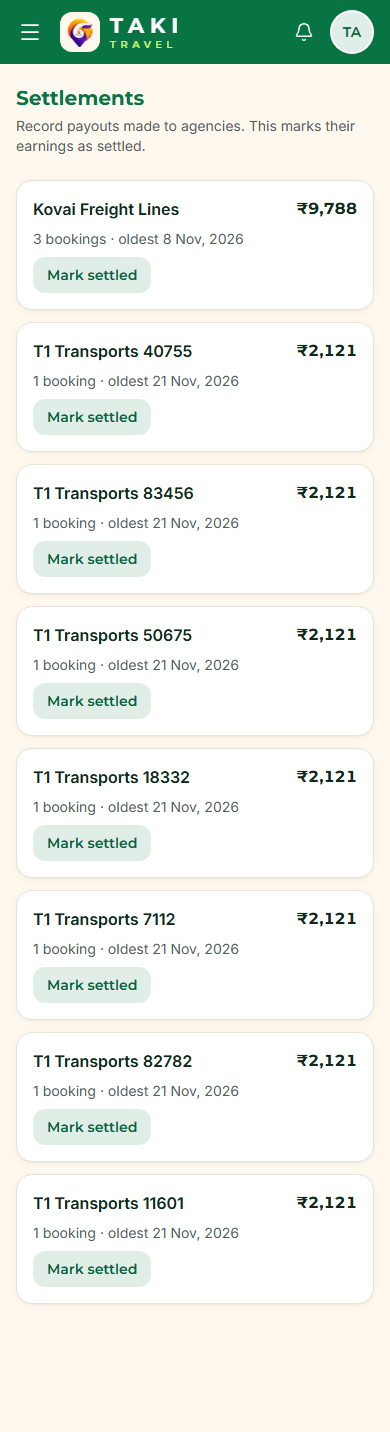 TAKI
TRAVEL
TA
Settlements
Record payouts made to agencies. This marks their
earnings as settled.
Kovai Freight Lines ₹9,788
3 bookings · oldest 8 Nov, 2026
Mark settled
T1 Transports 40755 ₹2,121
1 booking · oldest 21 Nov, 2026
Mark settled
T1 Transports 83456 ₹2,121
1 booking · oldest 21 Nov, 2026
Mark settled
T1 Transports 50675 ₹2,121
1 booking · oldest 21 Nov, 2026
Mark settled
T1 Transports 18332 ₹2,121
1 booking · oldest 21 Nov, 2026
Mark settled
T1 Transports 7112 ₹2,121
1 booking · oldest 21 Nov, 2026
Mark settled
T1 Transports 82782 ₹2,121
1 booking · oldest 21 Nov, 2026
Mark settled
T1 Transports 11601 ₹2,121
1 booking · oldest 21 Nov, 2026
Mark settled